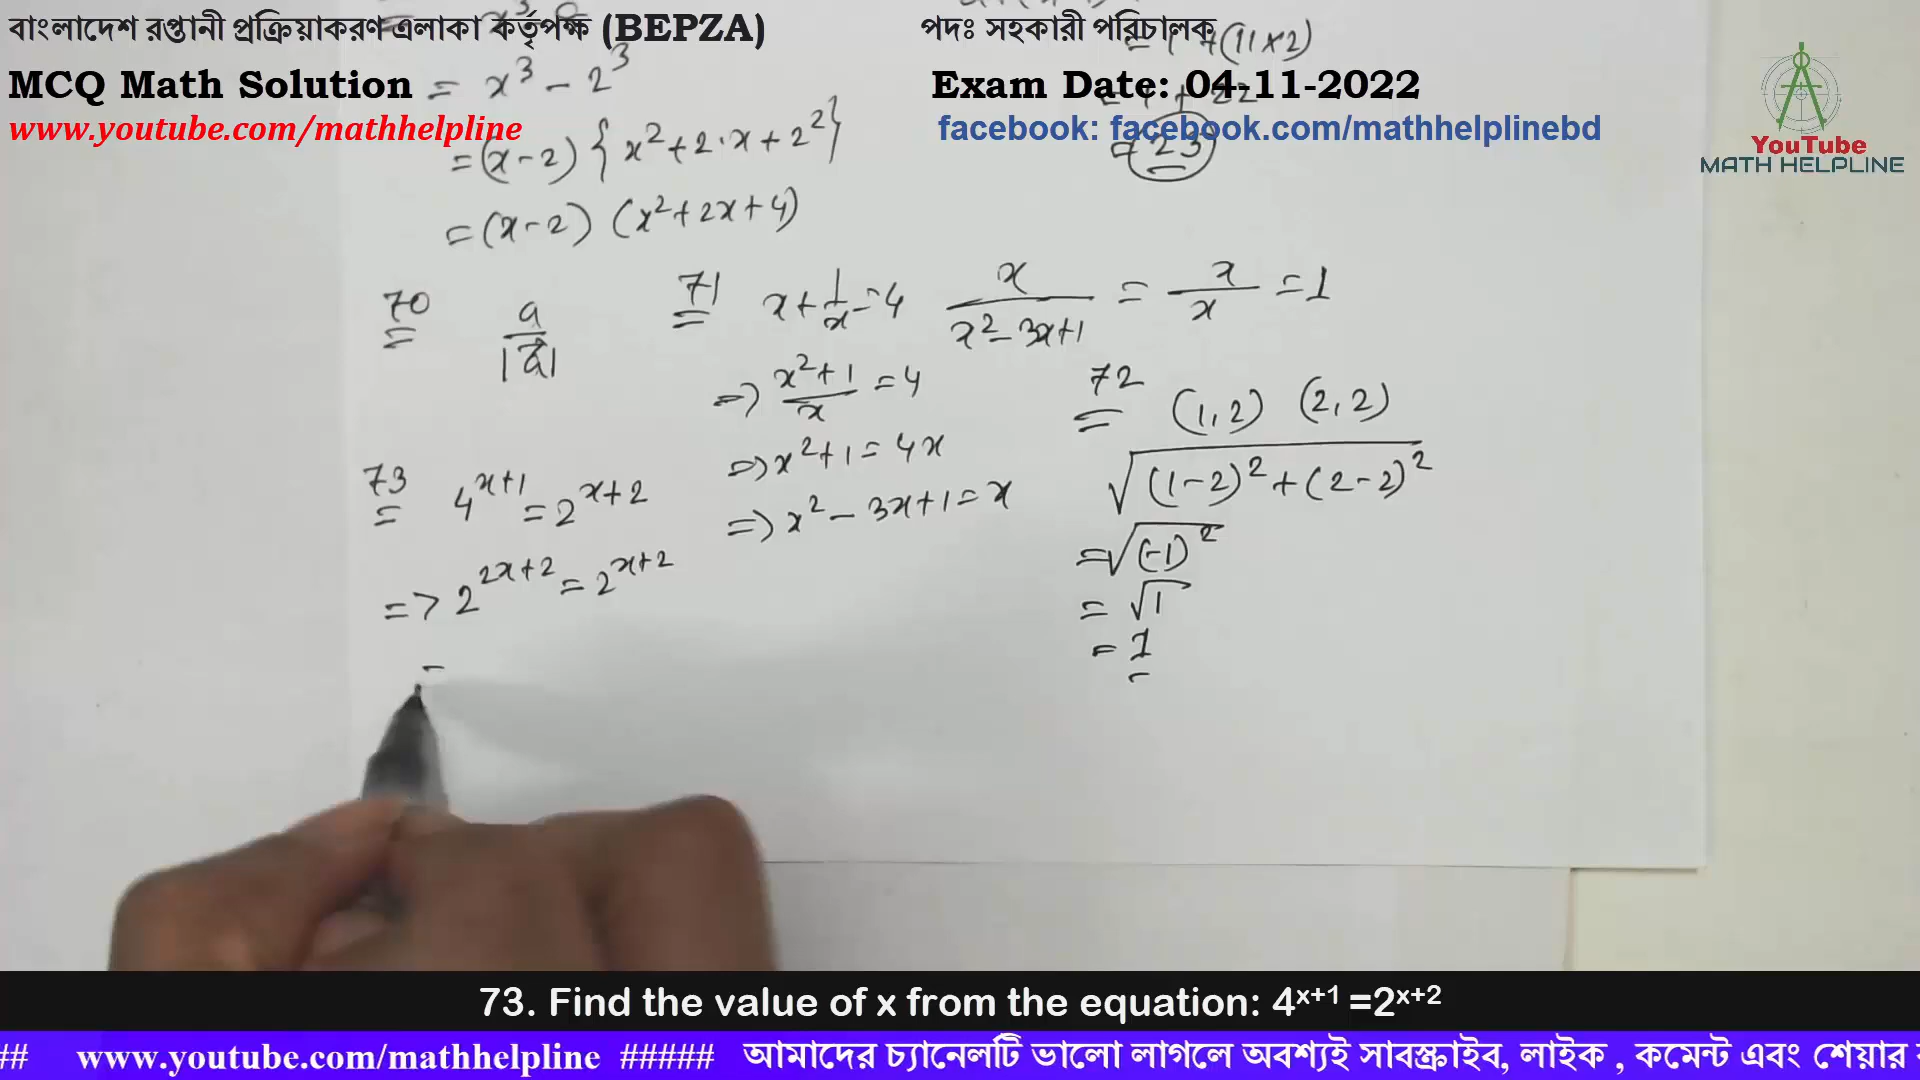 বাংলাদেশ রপ্তানী প্রক্রিয়াকরণ এলাকা কর্তৃপক্ষ (BEPZA)
পদঃ সহকারী পরিচালক
MCQ Math Solution
Exam Date: 04-11-2022
www.youtube.com/mathhelpline
facebook: facebook.com/mathhelplinebd
YouTube
MATH HELPLINE
(11×2)
= x³ - 2³
= (x-2) {x²+2·x+2²}
= 23
= (x-2) (x²+2x+4)
70
a / |a⃗|
71
x + 1/x = 4
x / (x²-3x+1) = x/x = 1
=> (x²+1)/x = 4
=> x²+1 = 4x
=> x² - 3x+1 = x
72
(1,2) (2,2)
√((1-2)²+(2-2)²)
= √(-1)²
= √1
= 1
73
4^(x+1) = 2^(x+2)
=> 2^(2x+2) = 2^(x+2)
73. Find the value of x from the equation: 4ˣ⁺¹ =2ˣ⁺²
## www.youtube.com/mathhelpline ##### আমাদের চ্যানেলটি ভালো লাগলে অবশ্যই সাবস্ক্রাইব, লাইক , কমেন্ট এবং শেয়ার